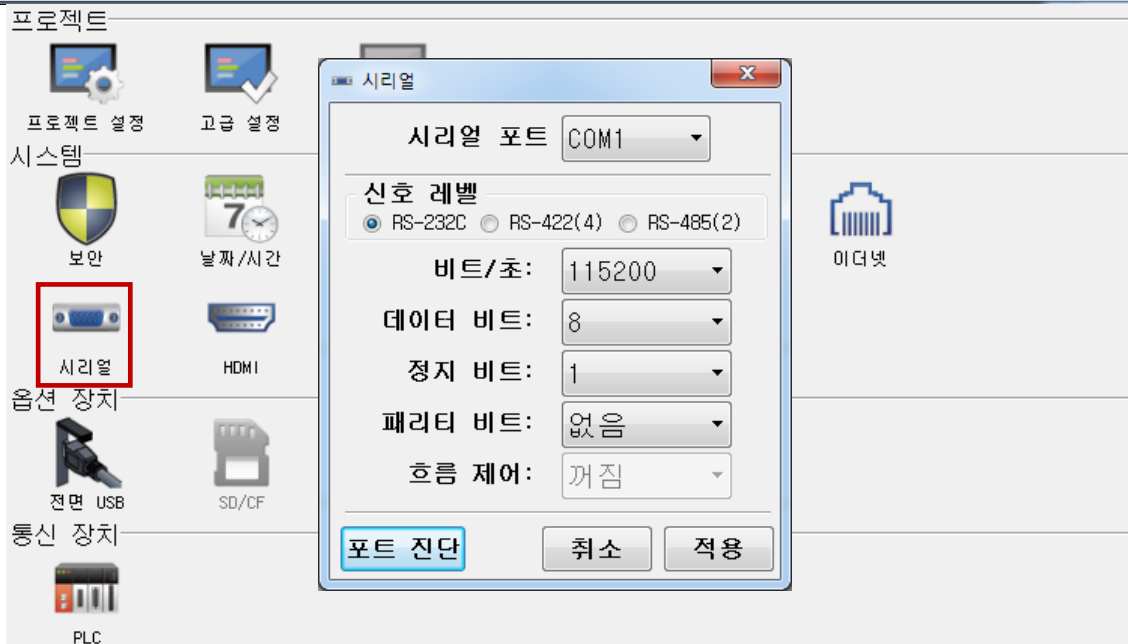 프로젝트
프로젝트 설정
고급 설정
시스템
보안
날짜/시간
이더넷
시리얼
HDMI
옵션 장치
전면 USB
SD/CF
통신 장치
PLC
시리얼
시리얼 포트 COM1
신호 레벨
RS-232C RS-422(4) RS-485(2)
비트/초: 115200
데이터 비트: 8
정지 비트: 1
패리티 비트: 없음
흐름 제어: 꺼짐
포트 진단 취소 적용